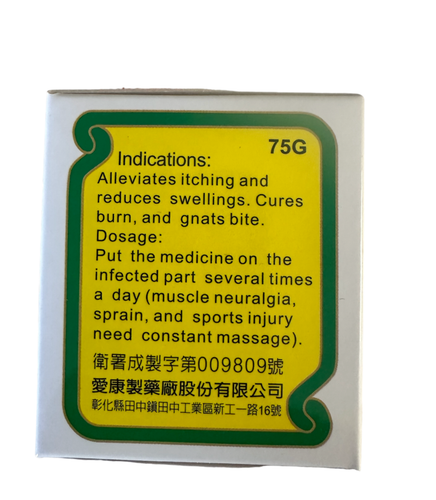 75G
Indications:
Alleviates itching and
reduces swellings. Cures
burn, and gnats bite.
Dosage:
Put the medicine on the
infected part several times
a day (muscle neuralgia,
sprain, and sports injury
need constant massage).
衛署成製字第009809號
愛康製藥廠股份有限公司
彰化縣田中鎮田中工業區新工一路16號